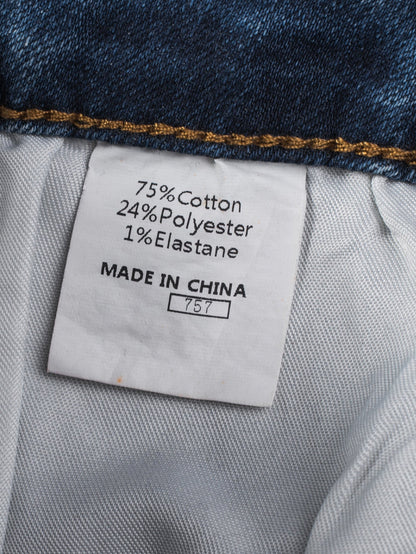 75%Cotton
24%Polyester
1%Elastane
MADE IN CHINA
757